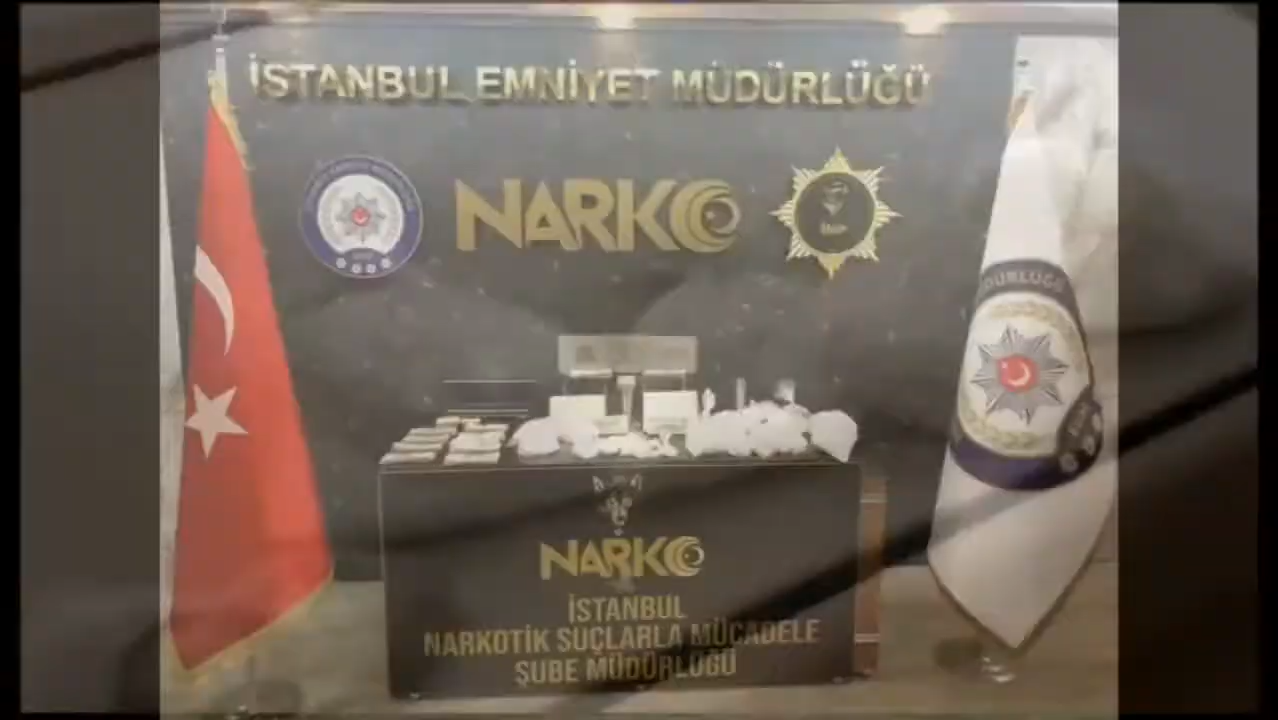 İSTANBUL EMNİYET MÜDÜRLÜĞÜ
NARKO
NARKO
İSTANBUL
NARKOTİK SUÇLARLA MÜCADELE
ŞUBE MÜDÜRLÜĞÜ